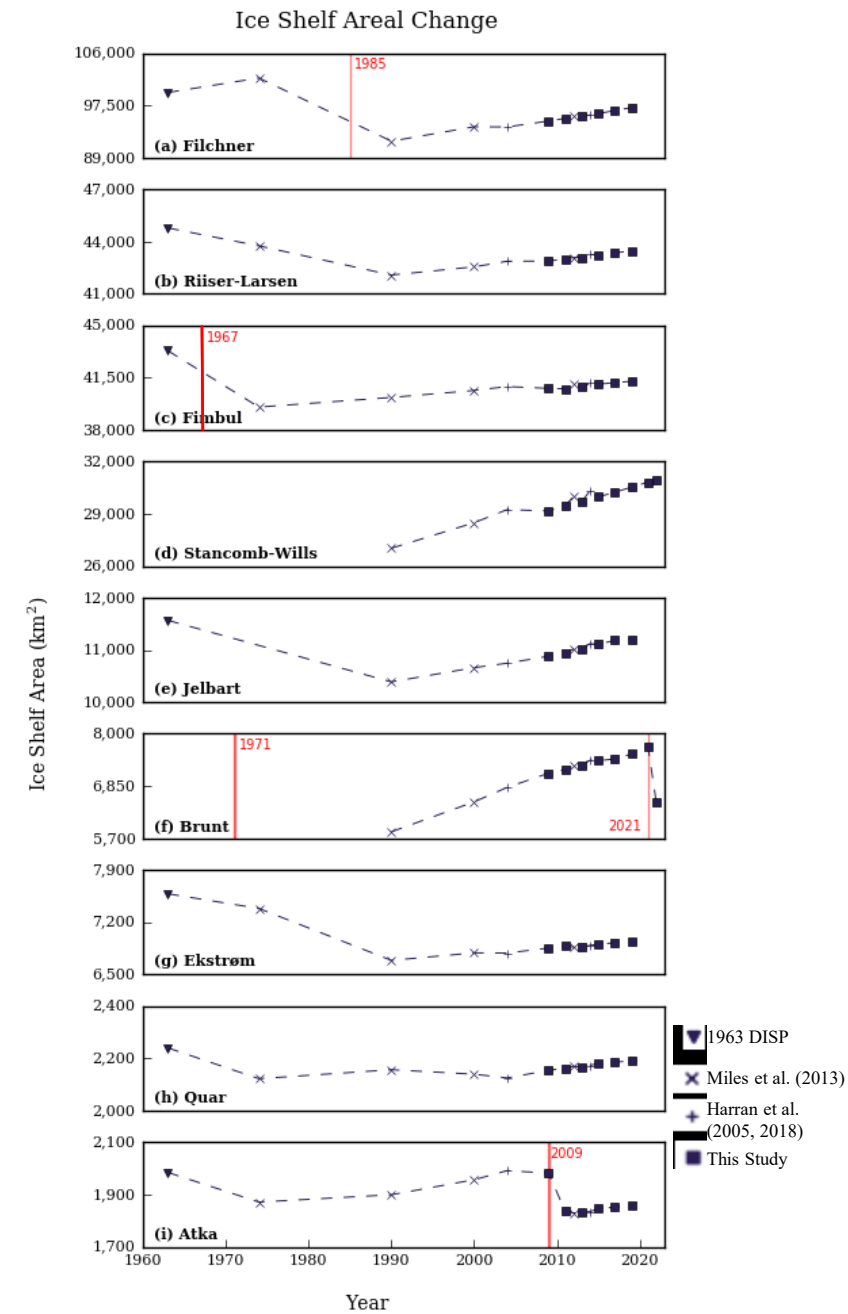 Ice Shelf Areal Change
106,000
1985
97,500
(a) Filchner
89,000
47,000
44,000
(b) Riiser-Larsen
41,000
45,000
1967
41,500
(c) Fimbul
38,000
32,000
29,000
(d) Stancomb-Wills
26,000
12,000
11,000
(e) Jelbart
10,000
Ice Shelf Area (km²)
8,000
1971
6,850
(f) Brunt
2021
5,700
7,900
7,200
(g) Ekstrøm
6,500
2,400
2,200
(h) Quar
2,000
1963 DISP
Miles et al. (2013)
Harran et al.
(2005, 2018)
This Study
2,100
2009
1,900
(i) Atka
1,700
1960 1970 1980 1990 2000 2010 2020
Year